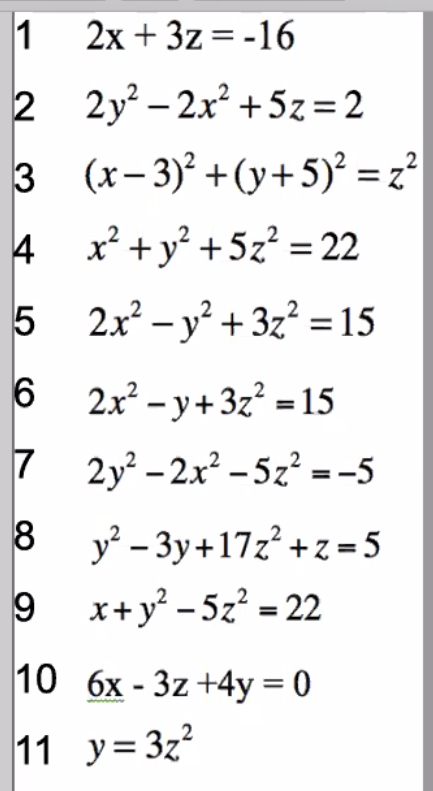 1 2x + 3z = -16
2 2y² – 2x² + 5z = 2
3 (x – 3)² + (y + 5)² = z²
4 x² + y² + 5z² = 22
5 2x² – y² + 3z² = 15
6 2x² – y + 3z² = 15
7 2y² – 2x² – 5z² = –5
8 y² – 3y + 17z² + z = 5
9 x + y² – 5z² = 22
10 6x - 3z +4y = 0
11 y = 3z²